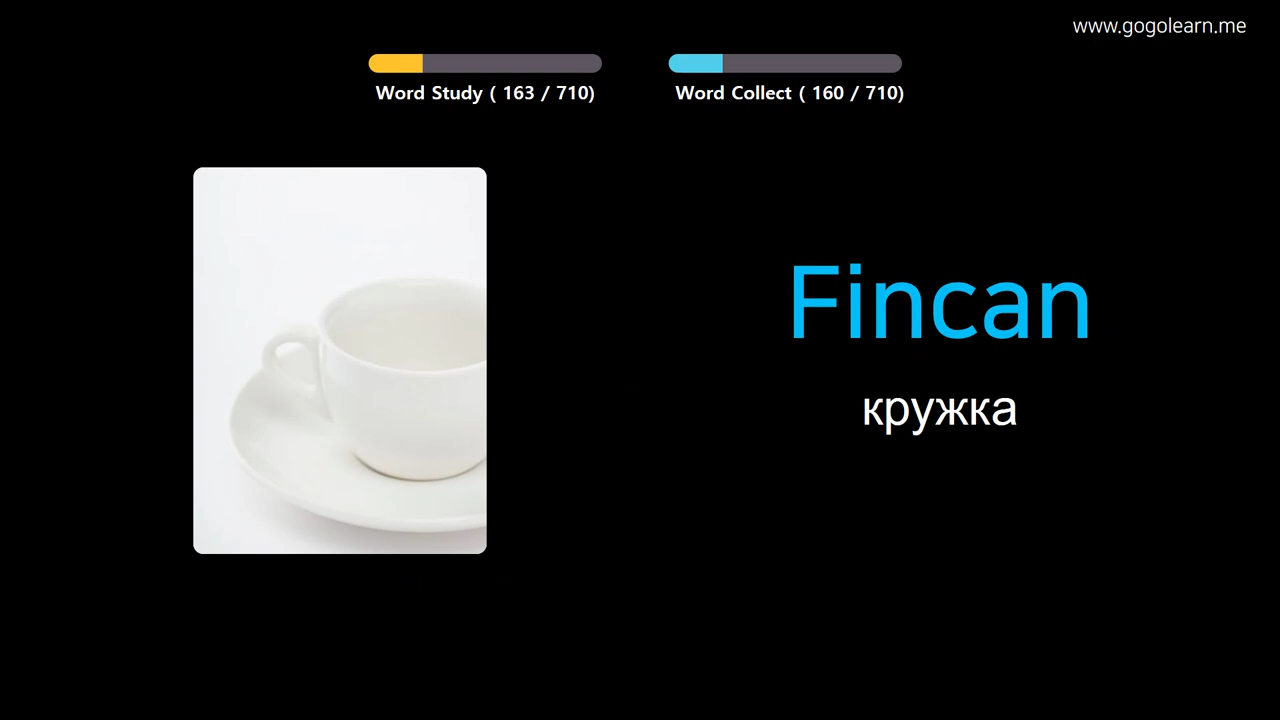 www.gogolearn.me
Word Study ( 163 / 710)
Word Collect ( 160 / 710)
Fincan
кружка